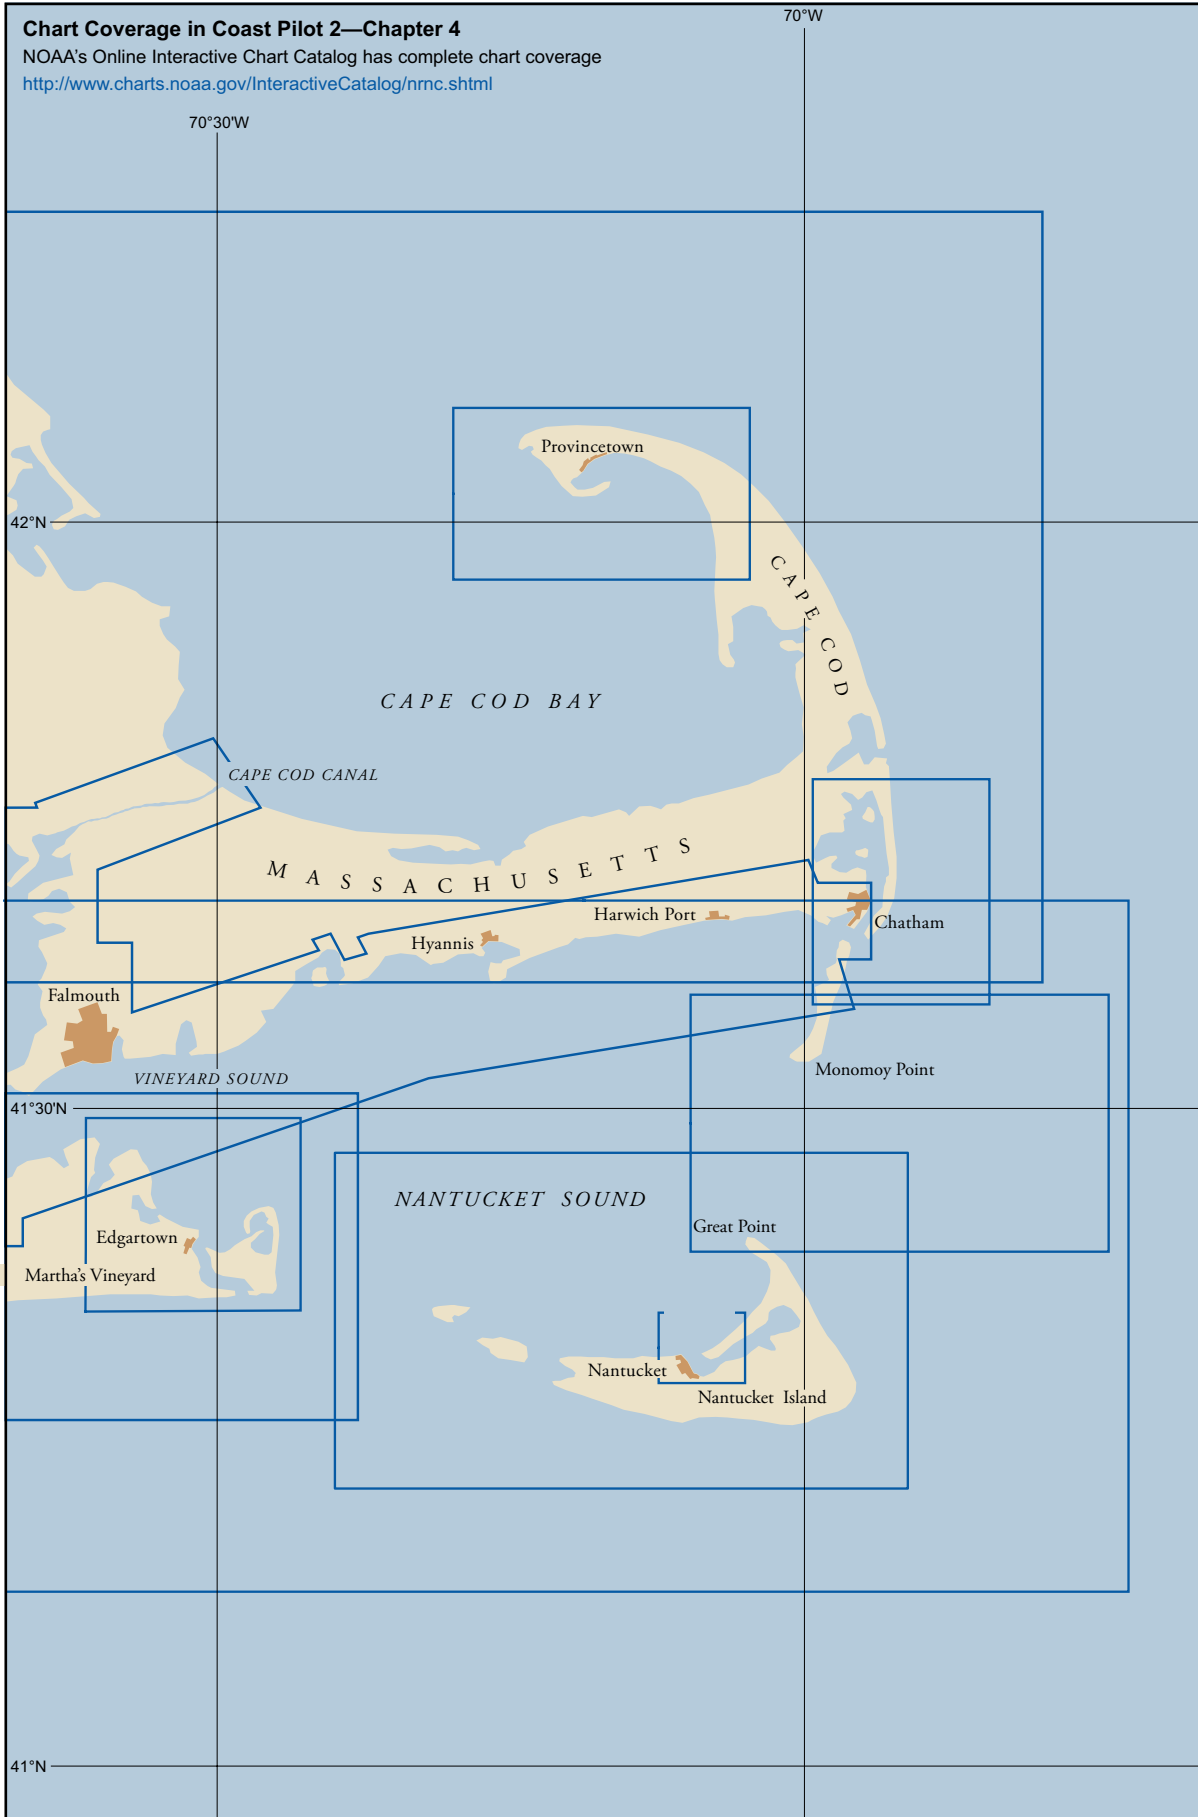 Chart Coverage in Coast Pilot 2—Chapter 4
NOAA's Online Interactive Chart Catalog has complete chart coverage
http://www.charts.noaa.gov/InteractiveCatalog/nrnc.shtml
70°W
70°30'W
Provincetown
42°N
CAPE COD
CAPE COD BAY
CAPE COD CANAL
MASSACHUSETTS
Harwich Port
Chatham
Hyannis
Falmouth
Monomoy Point
VINEYARD SOUND
41°30'N
NANTUCKET SOUND
Great Point
Edgartown
Martha's Vineyard
Nantucket
Nantucket Island
41°N